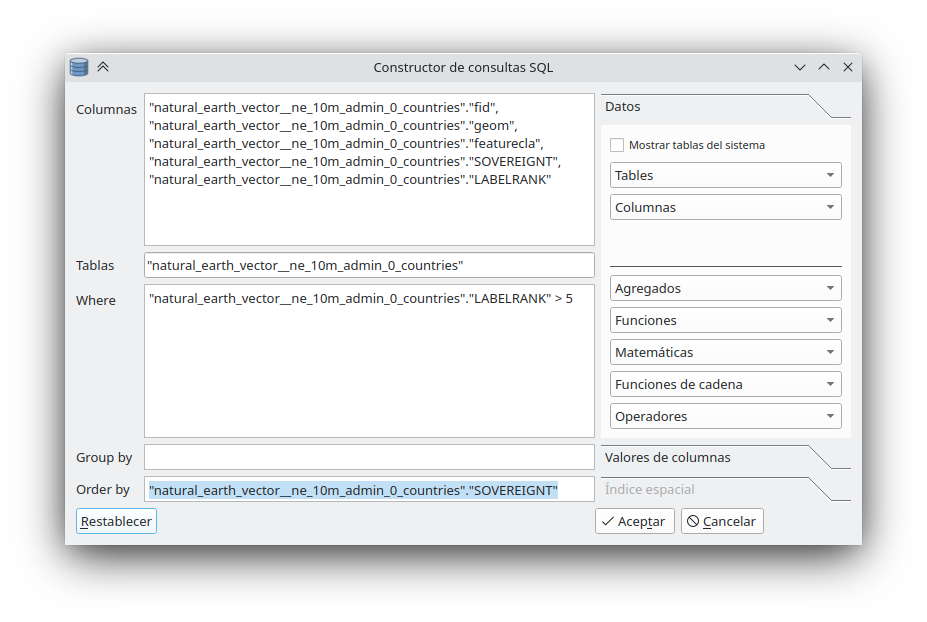 Constructor de consultas SQL
Columnas
"natural_earth_vector__ne_10m_admin_0_countries"."fid",
"natural_earth_vector__ne_10m_admin_0_countries"."geom",
"natural_earth_vector__ne_10m_admin_0_countries"."featurecla",
"natural_earth_vector__ne_10m_admin_0_countries"."SOVEREIGNT",
"natural_earth_vector__ne_10m_admin_0_countries"."LABELRANK"
Tablas
"natural_earth_vector__ne_10m_admin_0_countries"
Where
"natural_earth_vector__ne_10m_admin_0_countries"."LABELRANK" > 5
Group by
Order by
"natural_earth_vector__ne_10m_admin_0_countries"."SOVEREIGNT"
Datos
Mostrar tablas del sistema
Tables
Columnas
Agregados
Funciones
Matemáticas
Funciones de cadena
Operadores
Valores de columnas
Índice espacial
Restablecer
Aceptar
Cancelar